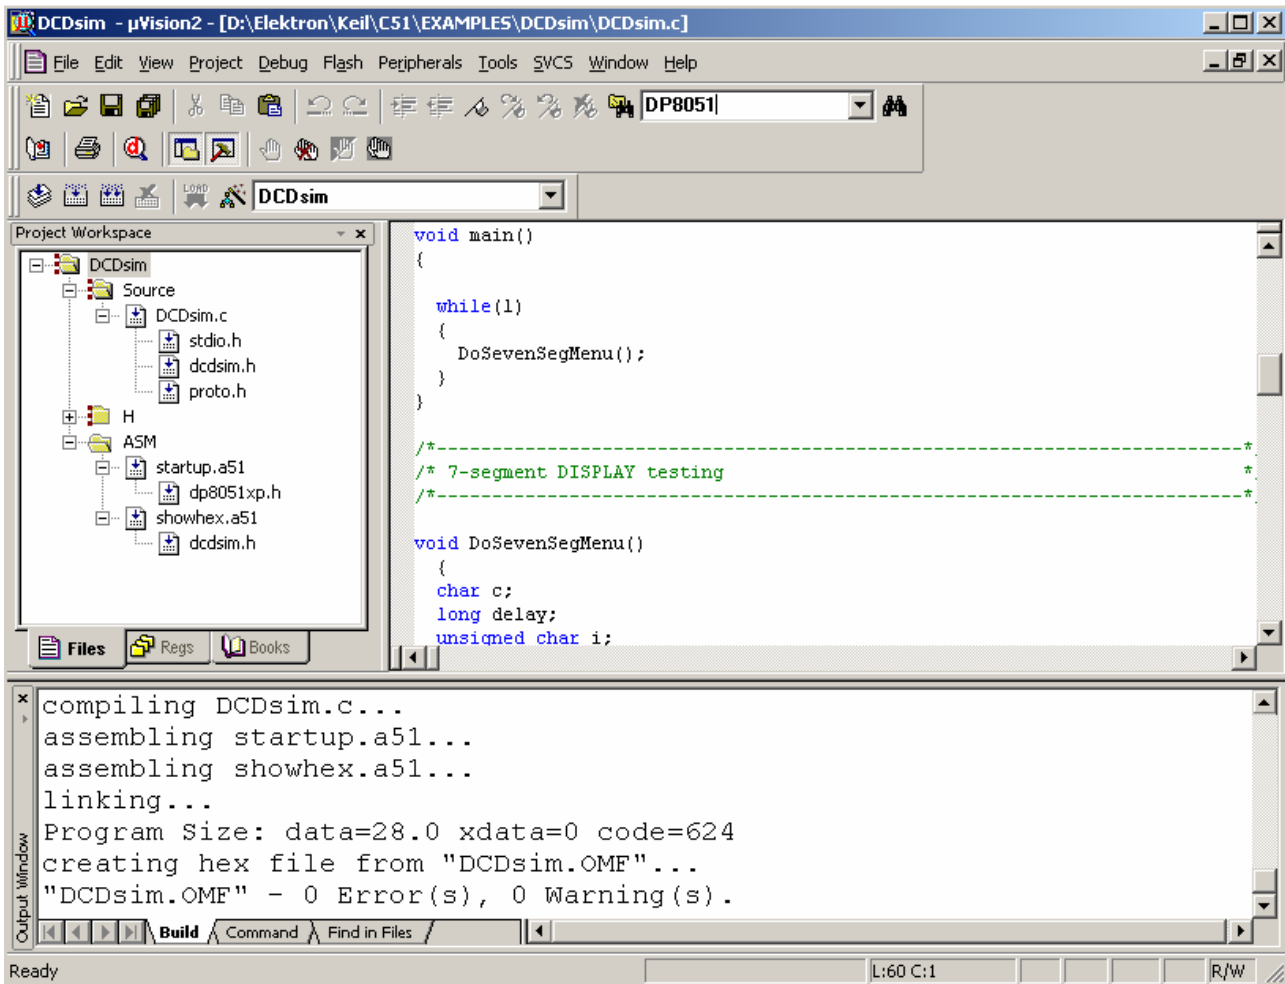 DCDsim - µVision2 - [D:\Elektron\Keil\C51\EXAMPLES\DCDsim\DCDsim.c]
File Edit View Project Debug Flash Peripherals Tools SVCS Window Help
DP8051
LOAD DCDsim
Project Workspace
DCDsim
Source
DCDsim.c
stdio.h
dcdsim.h
proto.h
H
ASM
startup.a51
dp8051xp.h
showhex.a51
dcdsim.h
Files Regs Books
void main()
{
while(1)
{
DoSevenSegMenu();
}
}
/*--------------------------------------------------------------------------*
/* 7-segment DISPLAY testing *
/*--------------------------------------------------------------------------*
void DoSevenSegMenu()
{
char c;
long delay;
unsigned char i;
compiling DCDsim.c...
assembling startup.a51...
assembling showhex.a51...
linking...
Program Size: data=28.0 xdata=0 code=624
creating hex file from "DCDsim.OMF"...
"DCDsim.OMF" - 0 Error(s), 0 Warning(s).
Output Window
Build Command Find in Files
Ready L:60 C:1 R/W